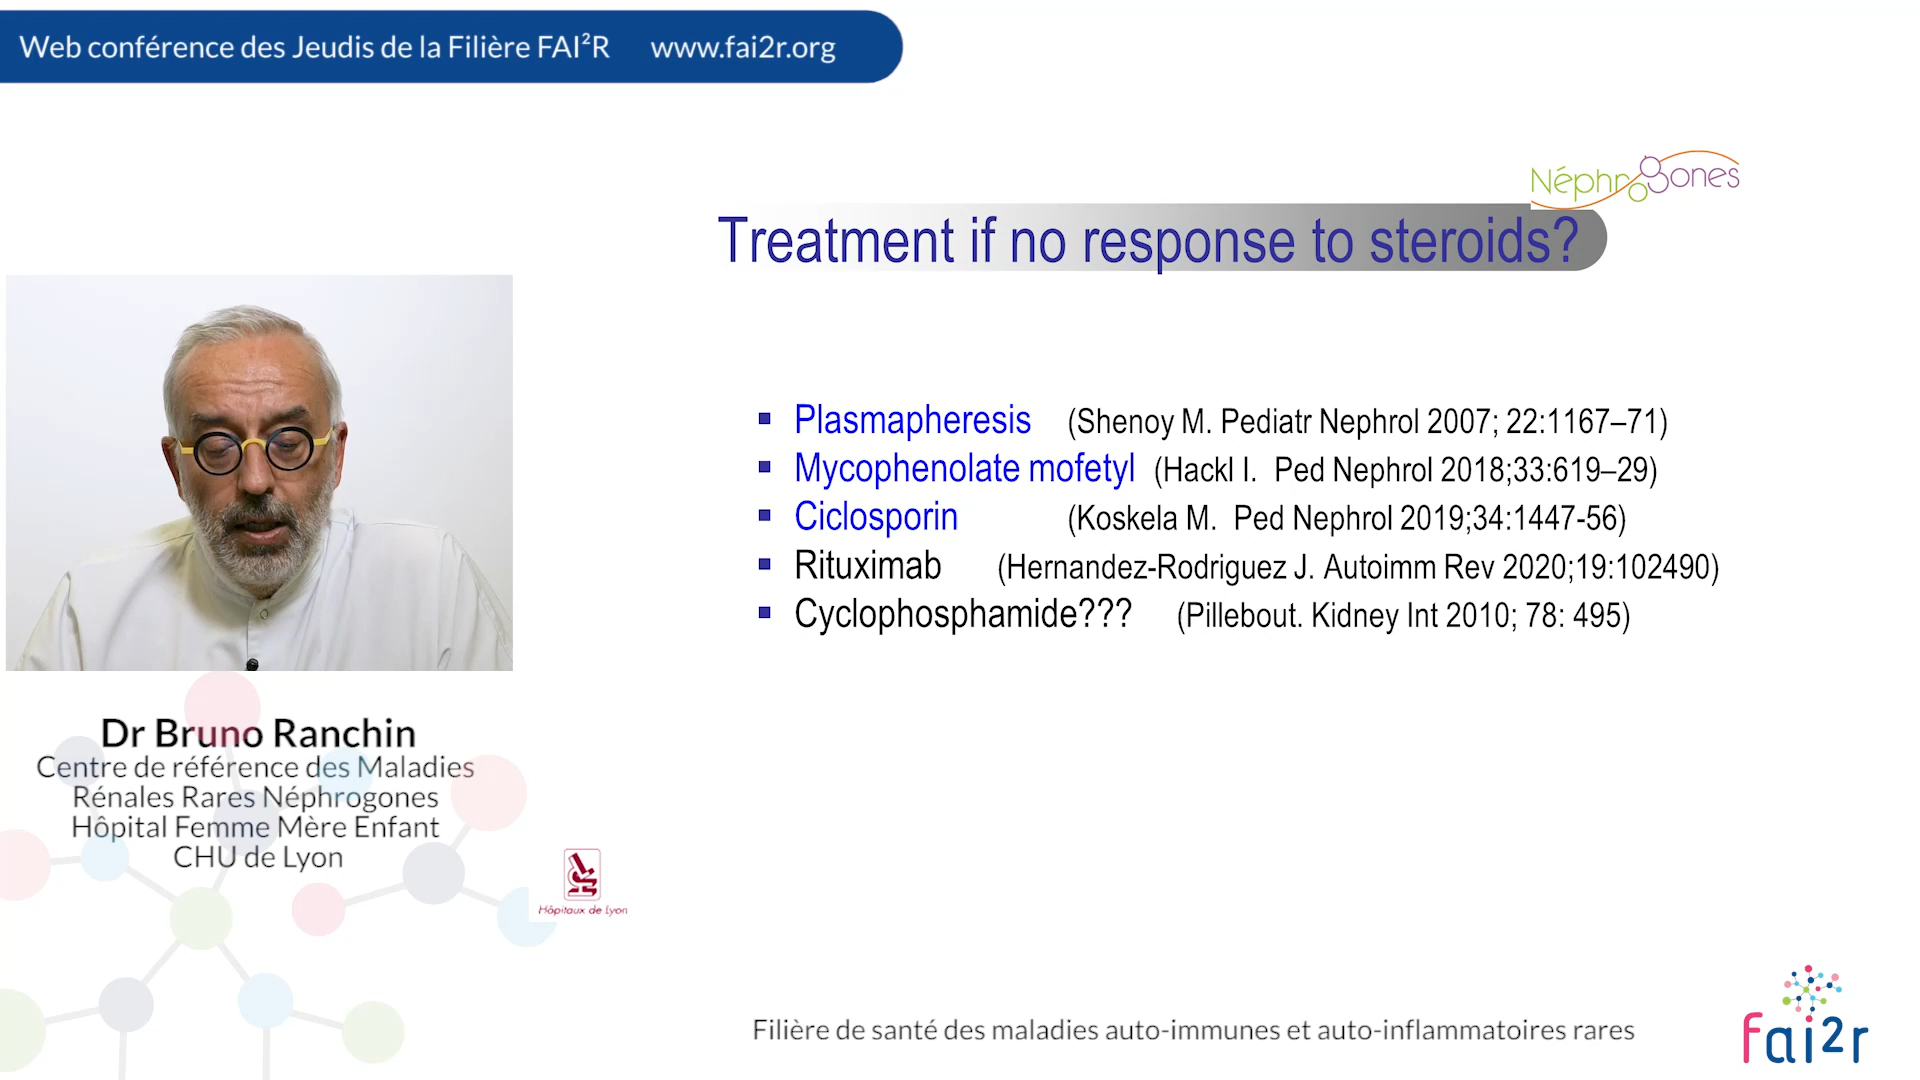 Web conférence des Jeudis de la Filière FAI²R www.fai2r.org
Néphrogones
Treatment if no response to steroids?
Plasmapheresis (Shenoy M. Pediatr Nephrol 2007; 22:1167–71)
Mycophenolate mofetyl (Hackl I. Ped Nephrol 2018;33:619–29)
Ciclosporin (Koskela M. Ped Nephrol 2019;34:1447-56)
Rituximab (Hernandez-Rodriguez J. Autoimm Rev 2020;19:102490)
Cyclophosphamide??? (Pillebout. Kidney Int 2010; 78: 495)
Dr Bruno Ranchin
Centre de référence des Maladies
Rénales Rares Néphrogones
Hôpital Femme Mère Enfant
CHU de Lyon
Hôpitaux de Lyon
Filière de santé des maladies auto-immunes et auto-inflammatoires rares
fai2r